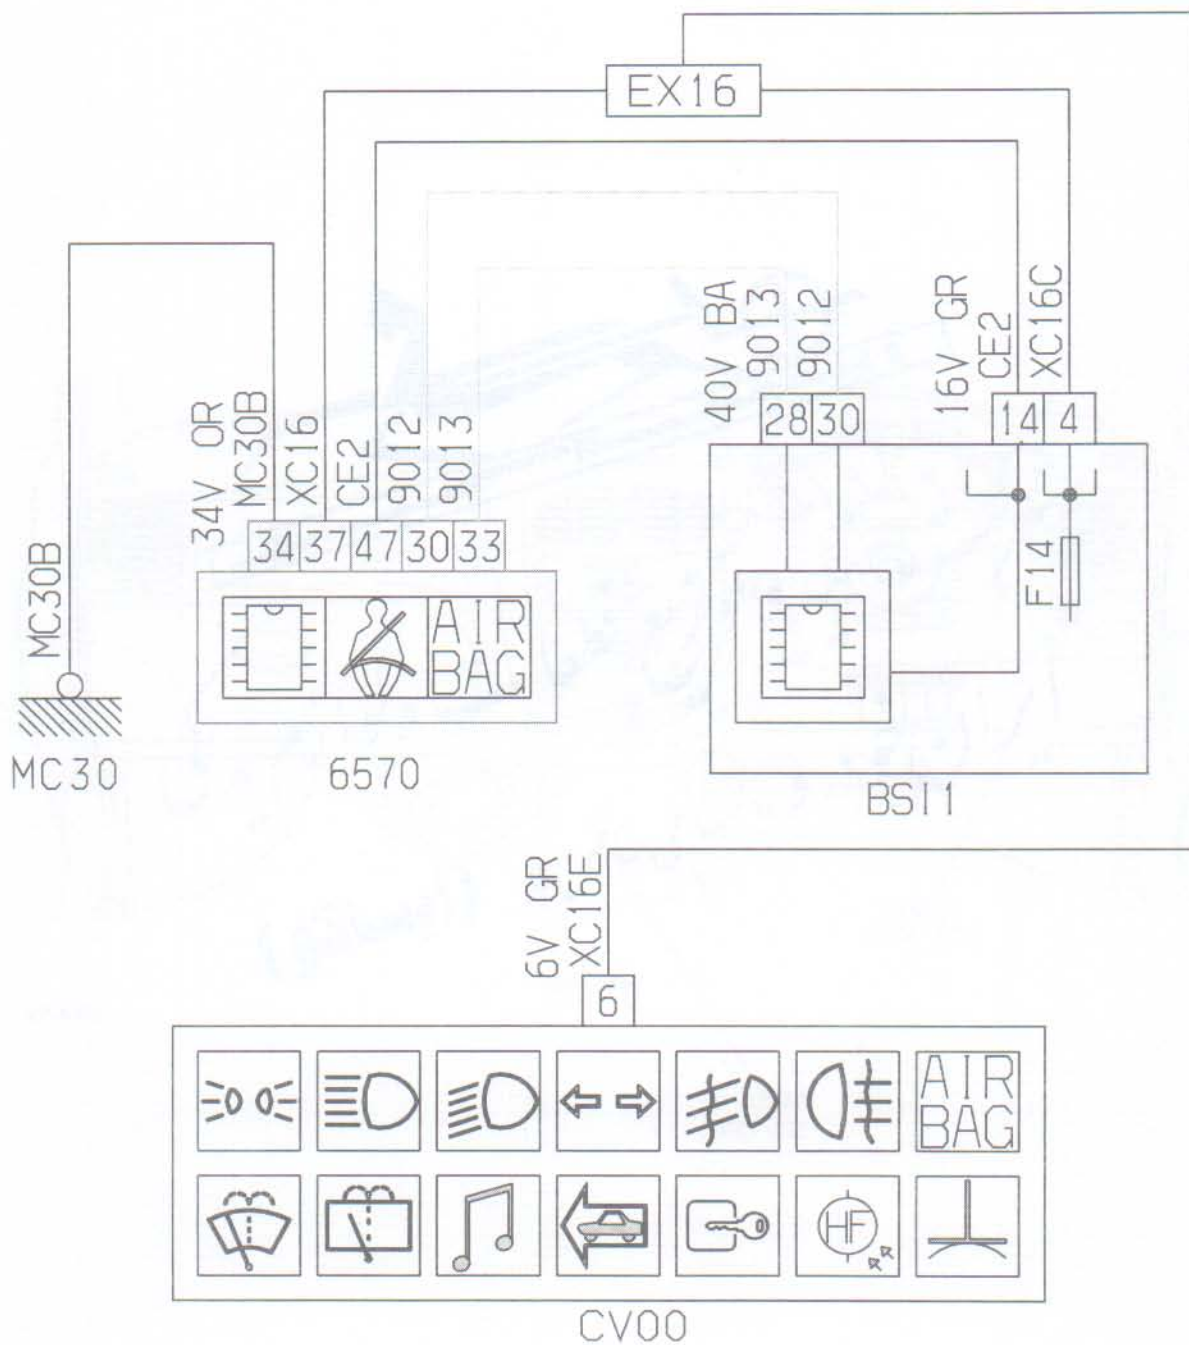 EX16
34V OR
MC30B
XC16
CE2
9012
9013
40V BA
9013
9012
16V GR
CE2
XC16C
28 30
14 4
MC30B
34 37 47 30 33
F14
AIR
BAG
MC30
6570
BSI1
6V GR
XC16E
6
AIR
BAG
HF
CV00